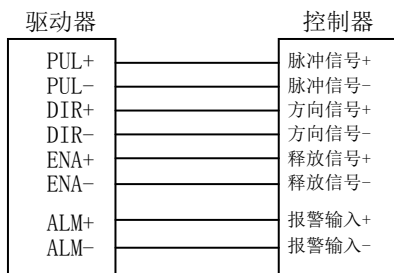 驱动器 控制器
PUL+ 脉冲信号+
PUL- 脉冲信号-
DIR+ 方向信号+
DIR- 方向信号-
ENA+ 释放信号+
ENA- 释放信号-
ALM+ 报警输入+
ALM- 报警输入-